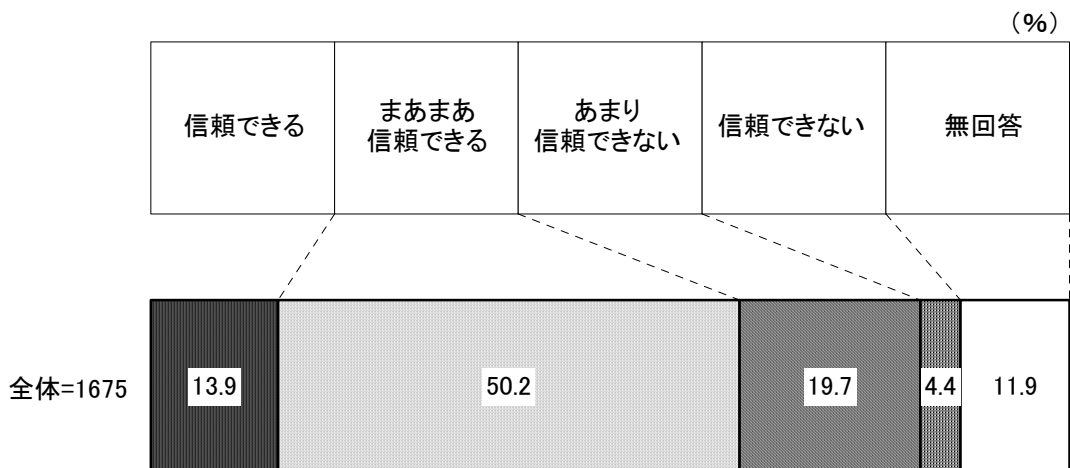 （%）
信頼できる
まあまあ
信頼できる
あまり
信頼できない
信頼できない
無回答
全体=1675
13.9
50.2
19.7
4.4
11.9